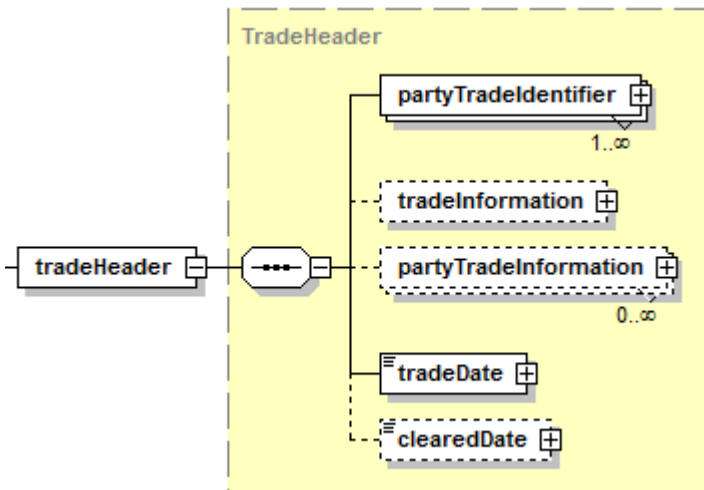 TradeHeader
partyTradeIdentifier
1..∞
tradeInformation
tradeHeader
partyTradeInformation
0..∞
tradeDate
clearedDate